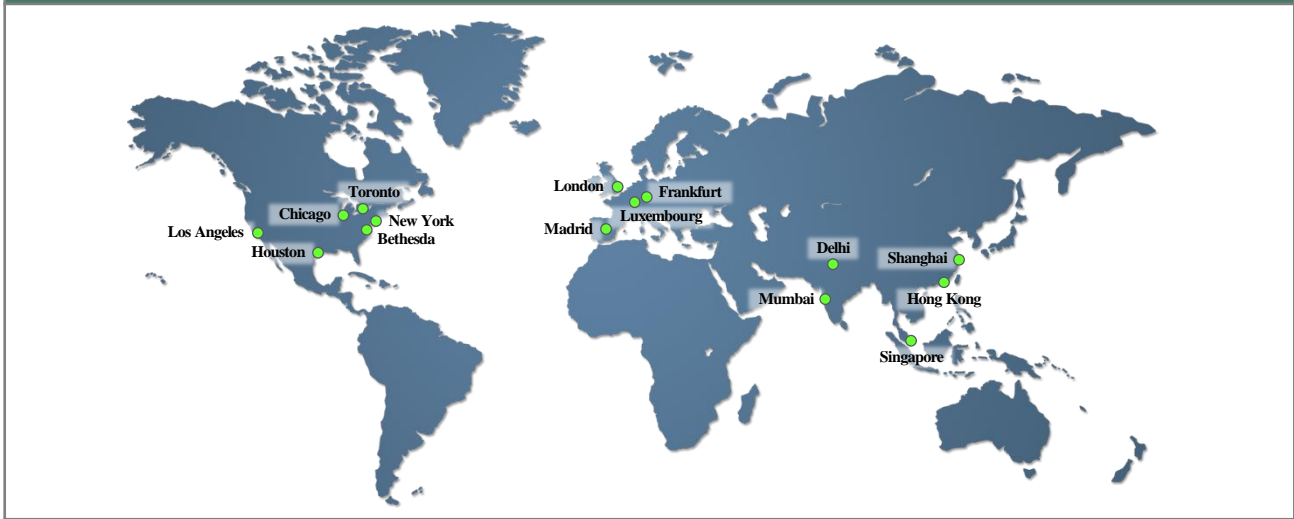 London
Frankfurt
Toronto
Luxembourg
Chicago
New York
Madrid
Los Angeles
Bethesda
Houston
Delhi
Shanghai
Mumbai
Hong Kong
Singapore